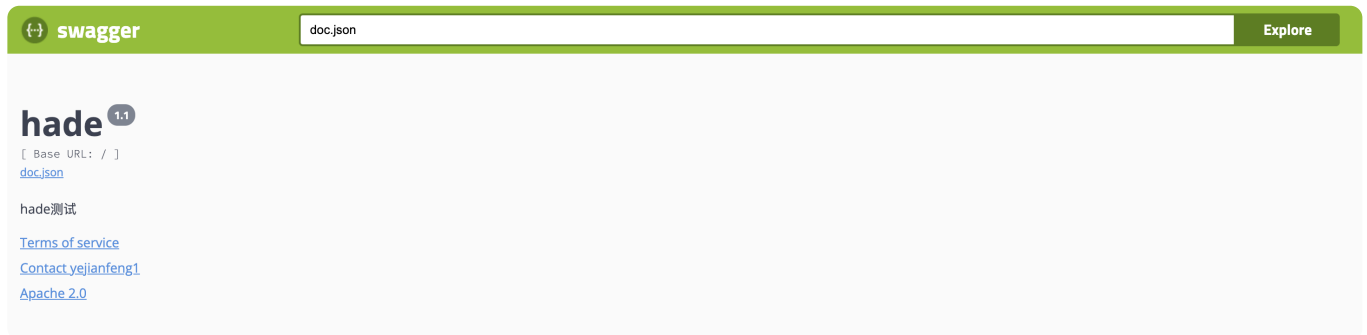 {...} swagger
doc.json
Explore
hade 1.1
[ Base URL: / ]
doc.json
hade测试
Terms of service
Contact yejianfeng1
Apache 2.0